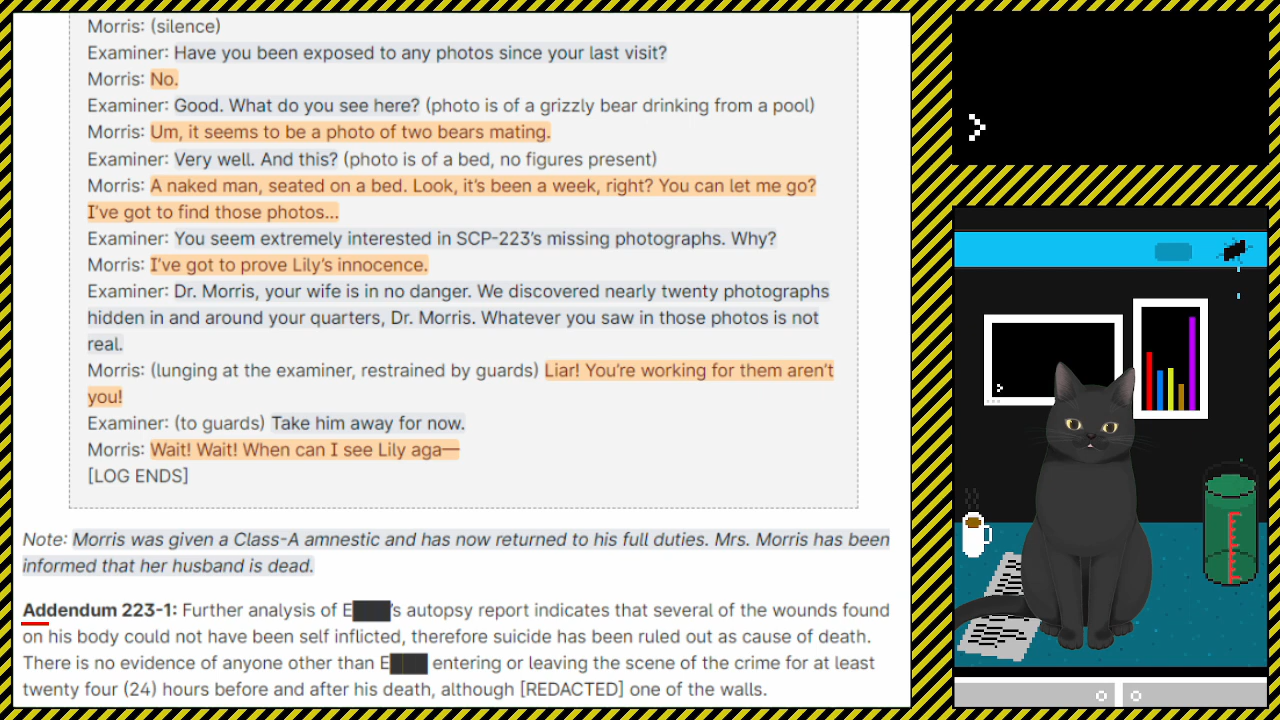 Morris: (silence)
Examiner: Have you been exposed to any photos since your last visit?
Morris: No.
Examiner: Good. What do you see here? (photo is of a grizzly bear drinking from a pool)
Morris: Um, it seems to be a photo of two bears mating.
Examiner: Very well. And this? (photo is of a bed, no figures present)
Morris: A naked man, seated on a bed. Look, it’s been a week, right? You can let me go?
I’ve got to find those photos…
Examiner: You seem extremely interested in SCP-223’s missing photographs. Why?
Morris: I’ve got to prove Lily’s innocence.
Examiner: Dr. Morris, your wife is in no danger. We discovered nearly twenty photographs
hidden in and around your quarters, Dr. Morris. Whatever you saw in those photos is not
real.
Morris: (lunging at the examiner, restrained by guards) Liar! You’re working for them aren’t
you!
Examiner: (to guards) Take him away for now.
Morris: Wait! Wait! When can I see Lily aga—
[LOG ENDS]
Note: Morris was given a Class-A amnestic and has now returned to his full duties. Mrs. Morris has been
informed that her husband is dead.
Addendum 223-1: Further analysis of E███’s autopsy report indicates that several of the wounds found
on his body could not have been self inflicted, therefore suicide has been ruled out as cause of death.
There is no evidence of anyone other than E███ entering or leaving the scene of the crime for at least
twenty four (24) hours before and after his death, although [REDACTED] one of the walls.